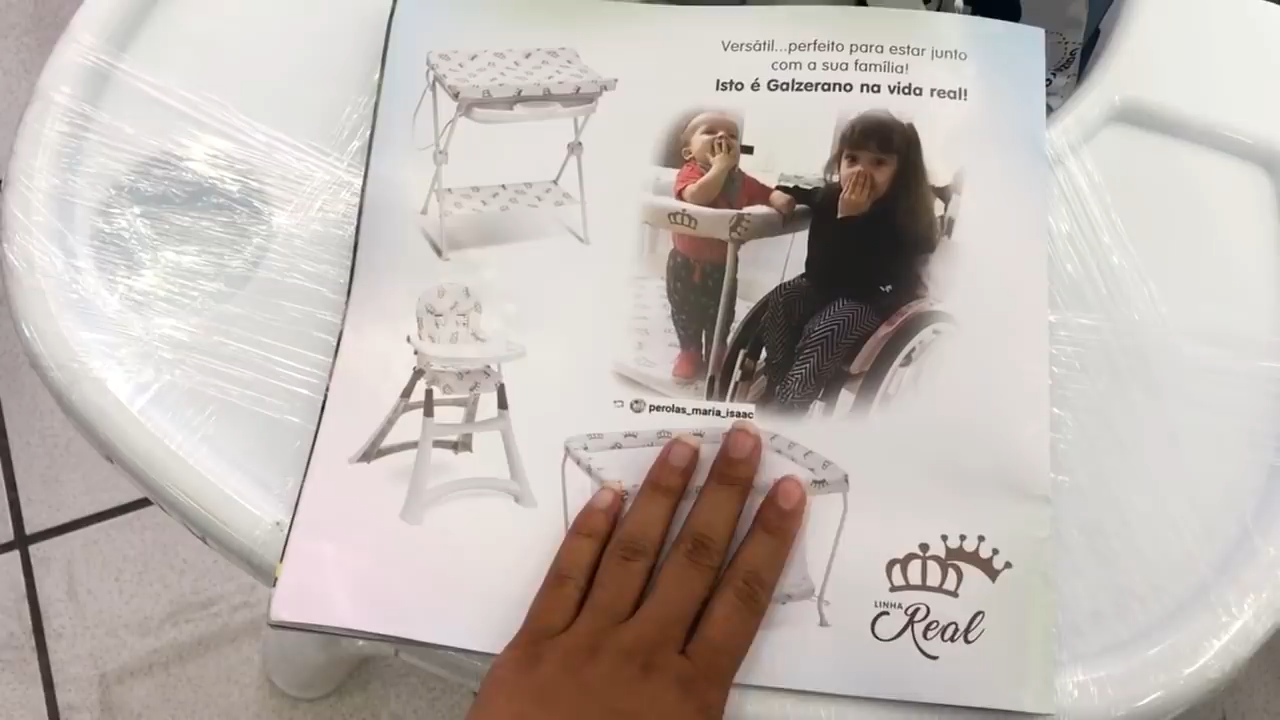 Versátil...perfeito para estar junto
com a sua família!
Isto é Galzerano na vida real!
perolas_maria_isaac
LINHA
Real